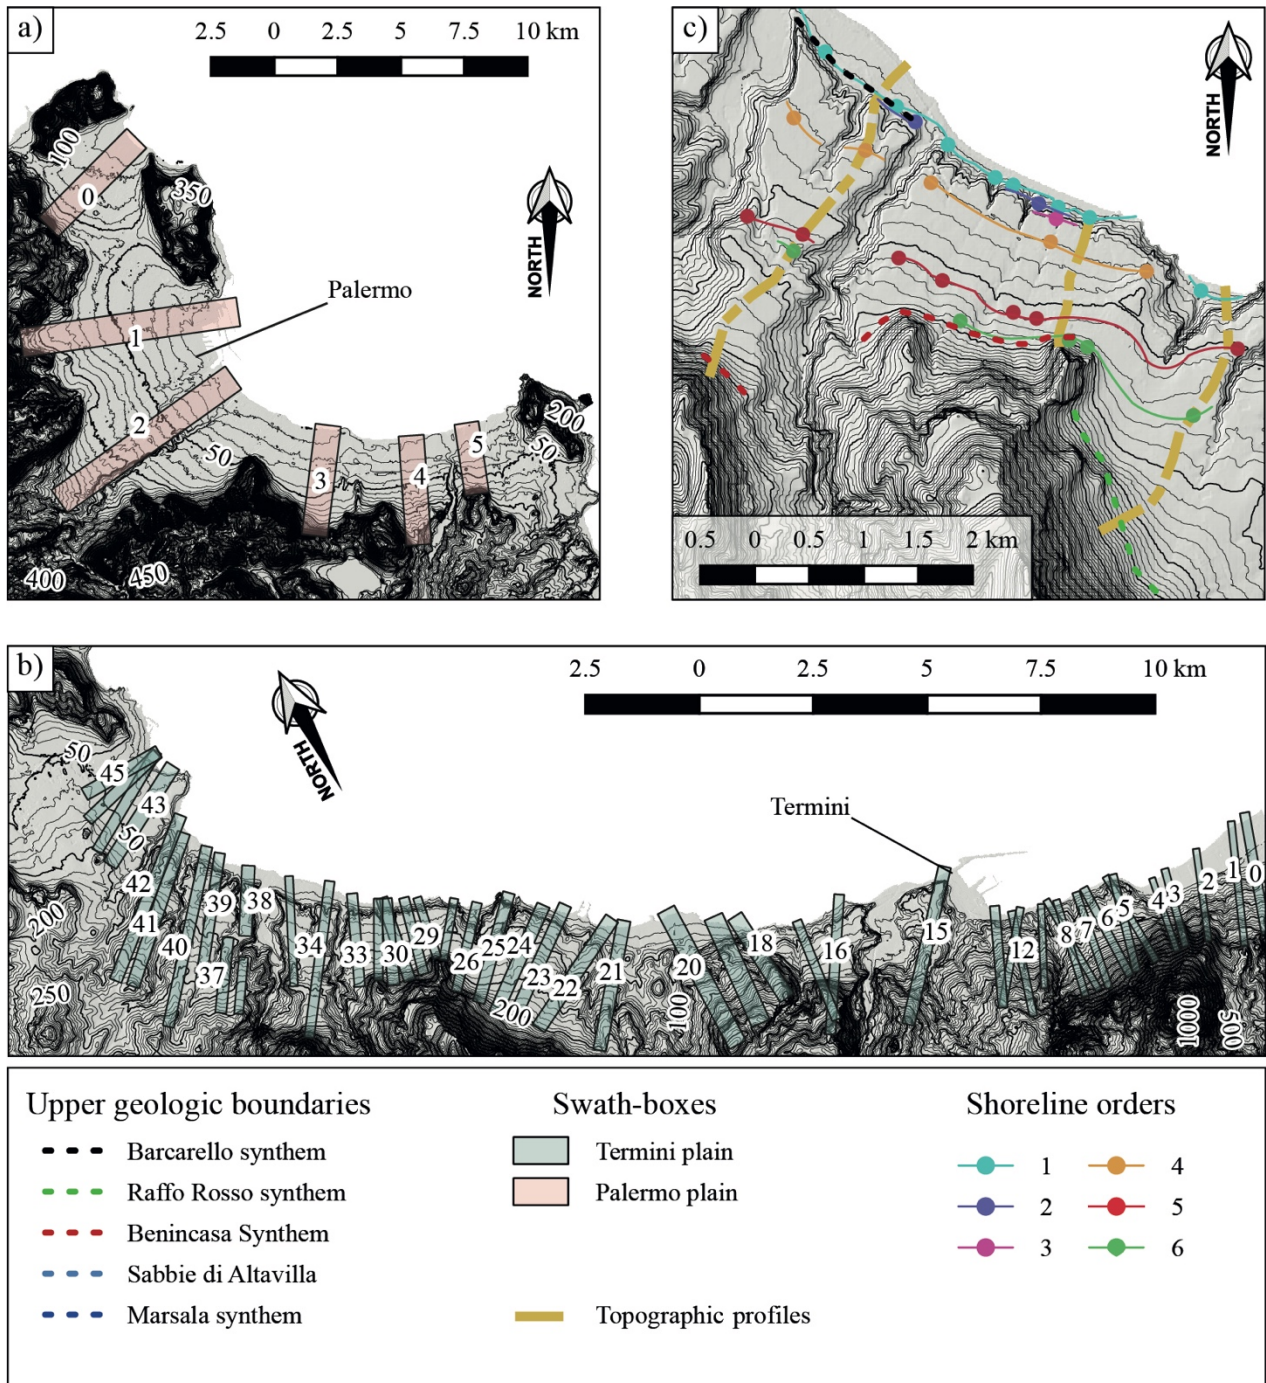 a)
2.5 0 2.5 5 7.5 10 km
100
0
350
NORTH
Palermo
1
2
50
3
4
5
200
50
400
450
c)
NORTH
0.5 0 0.5 1 1.5 2 km
b)
2.5 0 2.5 5 7.5 10 km
NORTH
50
45
43
50
Termini
42
41
40
39
38
37
34
33
30
29
26
25
24
23
22
21
20
18
16
15
12
8
7
6
5
4
3
2
1
0
200
250
200
100
1000
500
Upper geologic boundaries
Barcarello synthem
Raffo Rosso synthem
Benincasa Synthem
Sabbie di Altavilla
Marsala synthem
Swath-boxes
Termini plain
Palermo plain
Topographic profiles
Shoreline orders
1 4
2 5
3 6